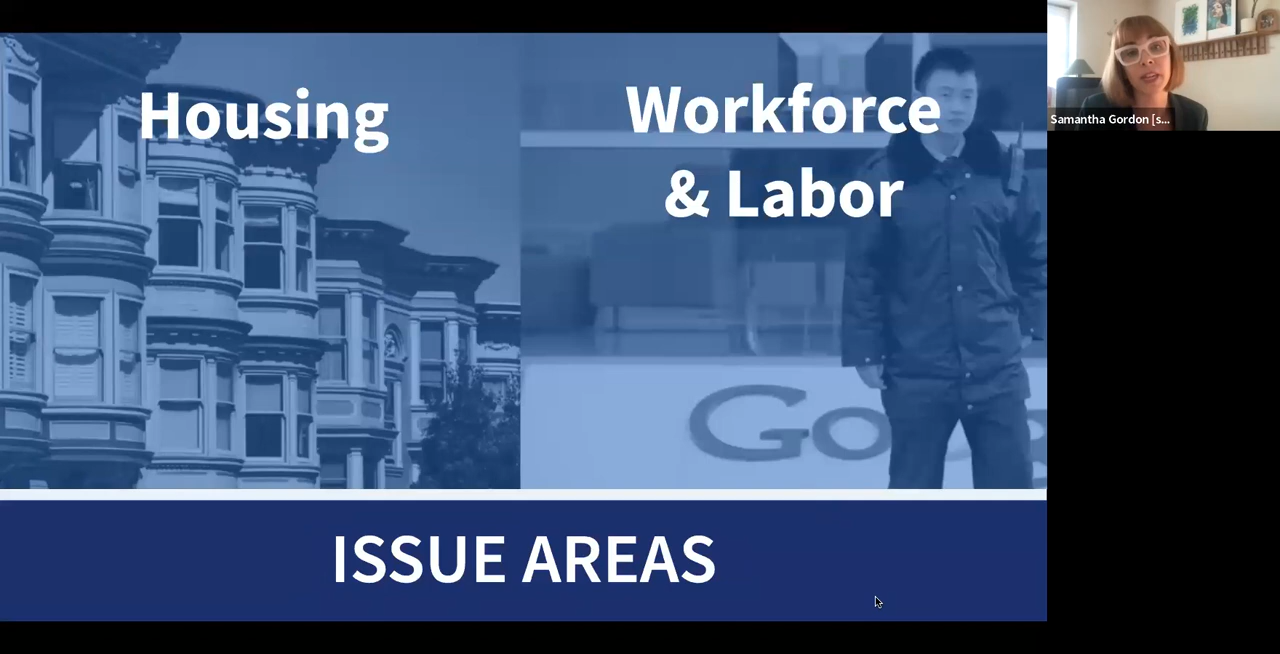 Housing
Workforce
& Labor
Samantha Gordon [s...
Go
ISSUE AREAS